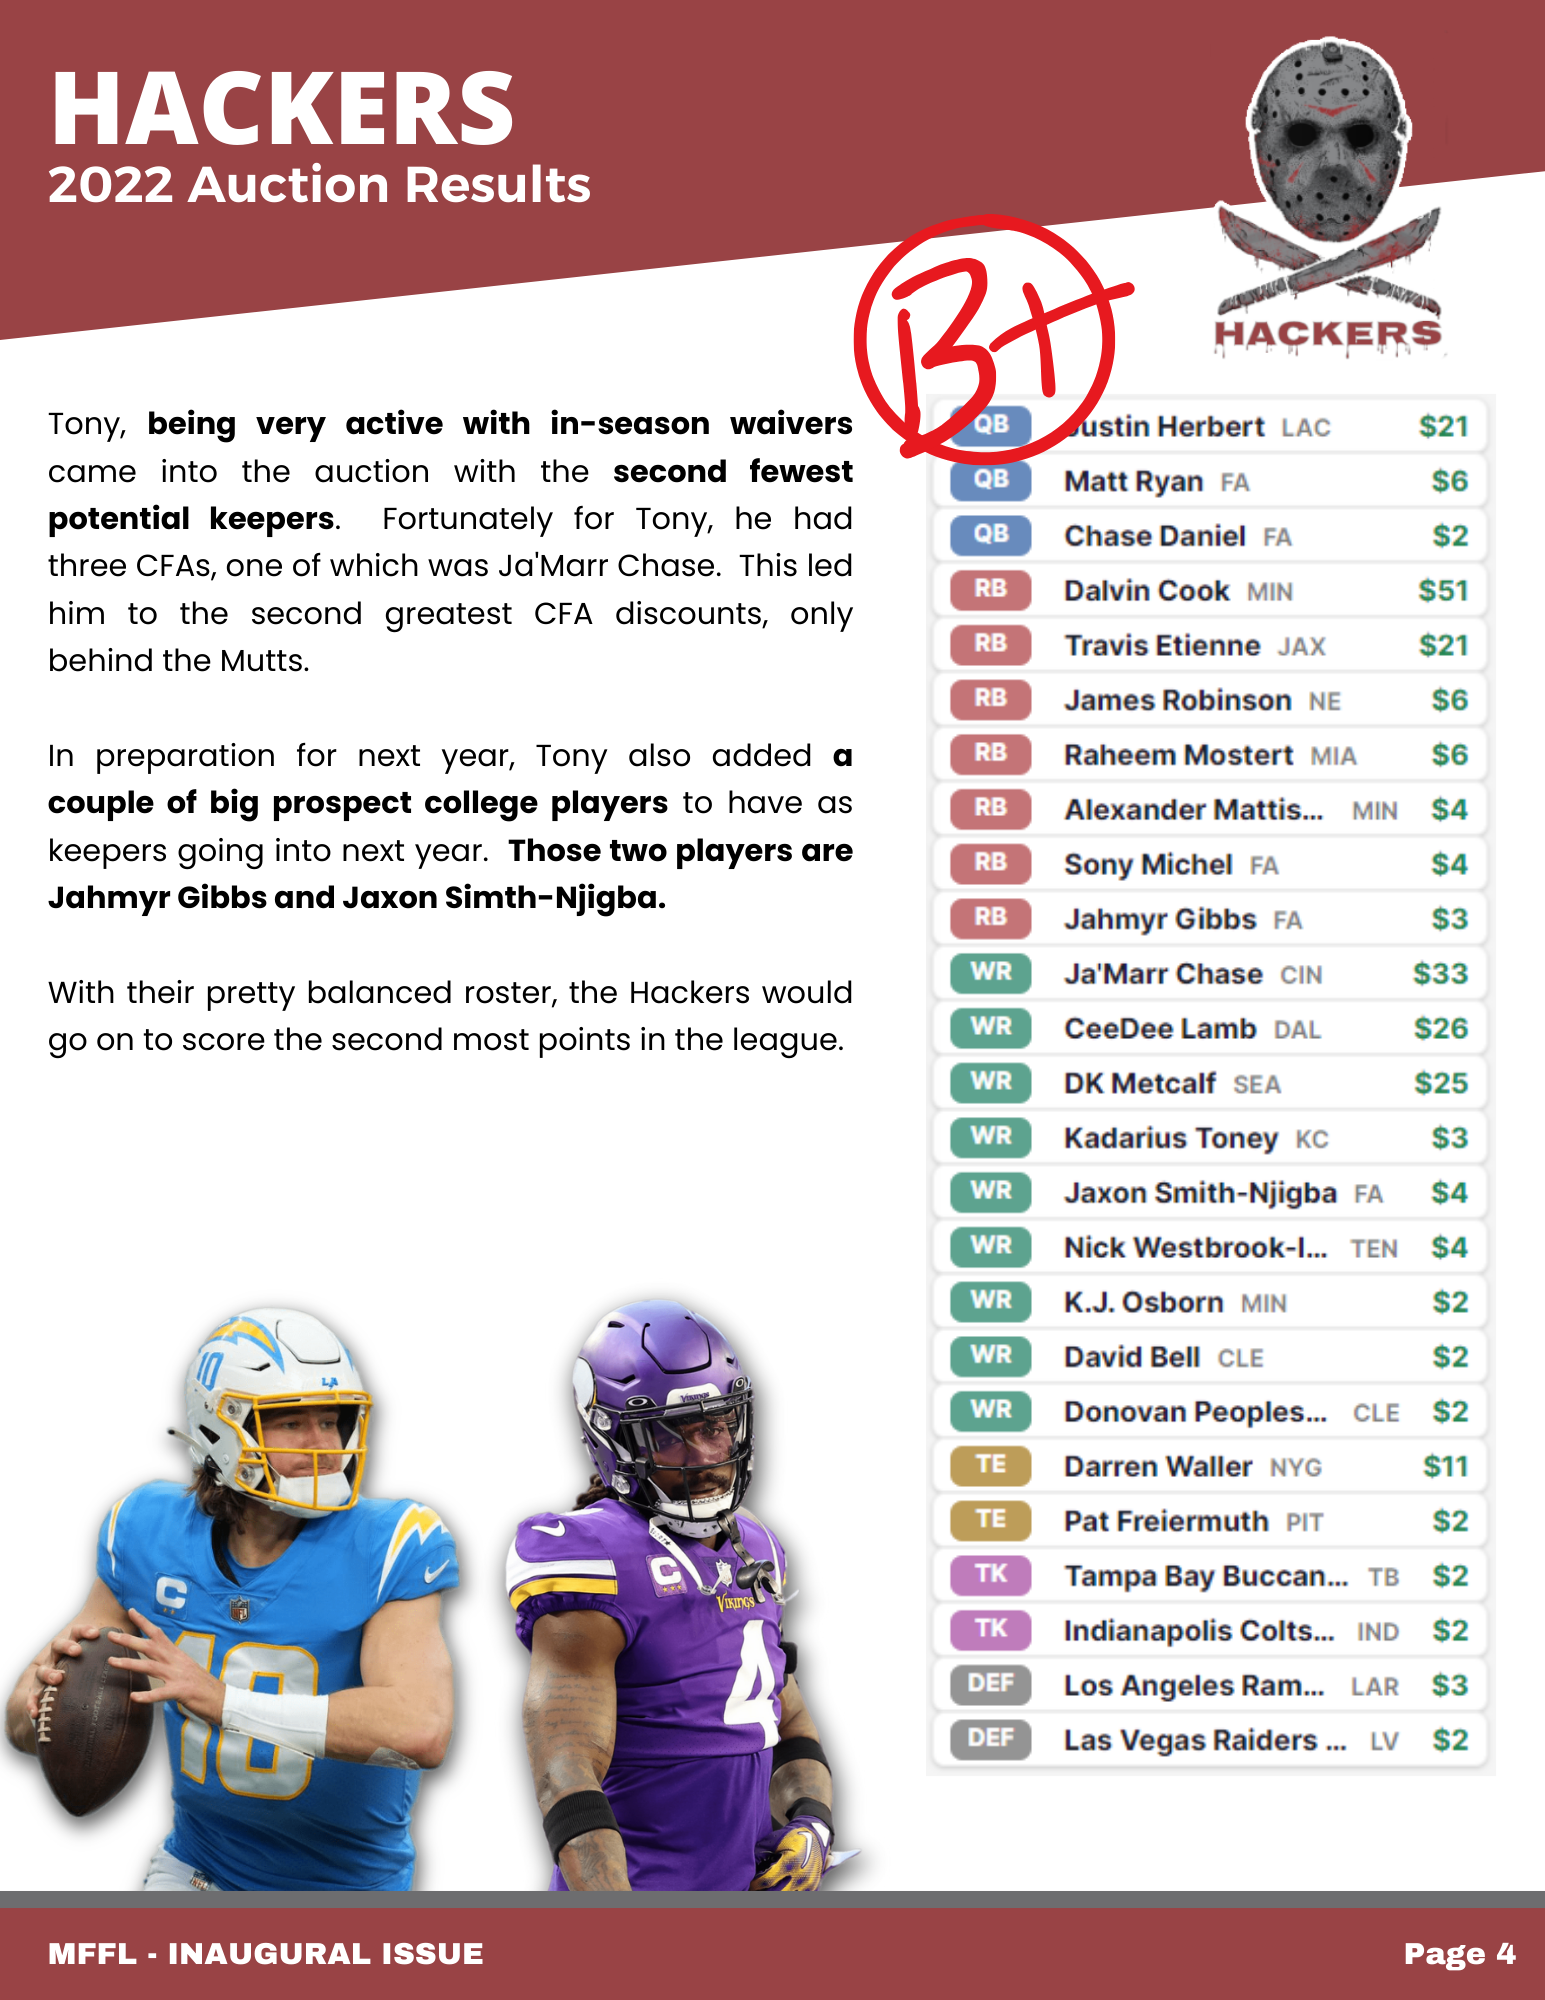 HACKERS
2022 Auction Results
HACKERS
B+
Tony, being very active with in-season waivers
came into the auction with the second fewest
potential keepers. Fortunately for Tony, he had
three CFAs, one of which was Ja'Marr Chase. This led
him to the second greatest CFA discounts, only
behind the Mutts.
In preparation for next year, Tony also added a
couple of big prospect college players to have as
keepers going into next year. Those two players are
Jahmyr Gibbs and Jaxon Simth-Njigba.
With their pretty balanced roster, the Hackers would
go on to score the second most points in the league.
QB Justin Herbert LAC $21
QB Matt Ryan FA $6
QB Chase Daniel FA $2
RB Dalvin Cook MIN $51
RB Travis Etienne JAX $21
RB James Robinson NE $6
RB Raheem Mostert MIA $6
RB Alexander Mattis... MIN $4
RB Sony Michel FA $4
RB Jahmyr Gibbs FA $3
WR Ja'Marr Chase CIN $33
WR CeeDee Lamb DAL $26
WR DK Metcalf SEA $25
WR Kadarius Toney KC $3
WR Jaxon Smith-Njigba FA $4
WR Nick Westbrook-I... TEN $4
WR K.J. Osborn MIN $2
WR David Bell CLE $2
WR Donovan Peoples... CLE $2
TE Darren Waller NYG $11
TE Pat Freiermuth PIT $2
TK Tampa Bay Buccan... TB $2
TK Indianapolis Colts... IND $2
DEF Los Angeles Ram... LAR $3
DEF Las Vegas Raiders ... LV $2
10
C
10
VIKINGS
C
VIKINGS
4
MFFL - INAUGURAL ISSUE
Page 4